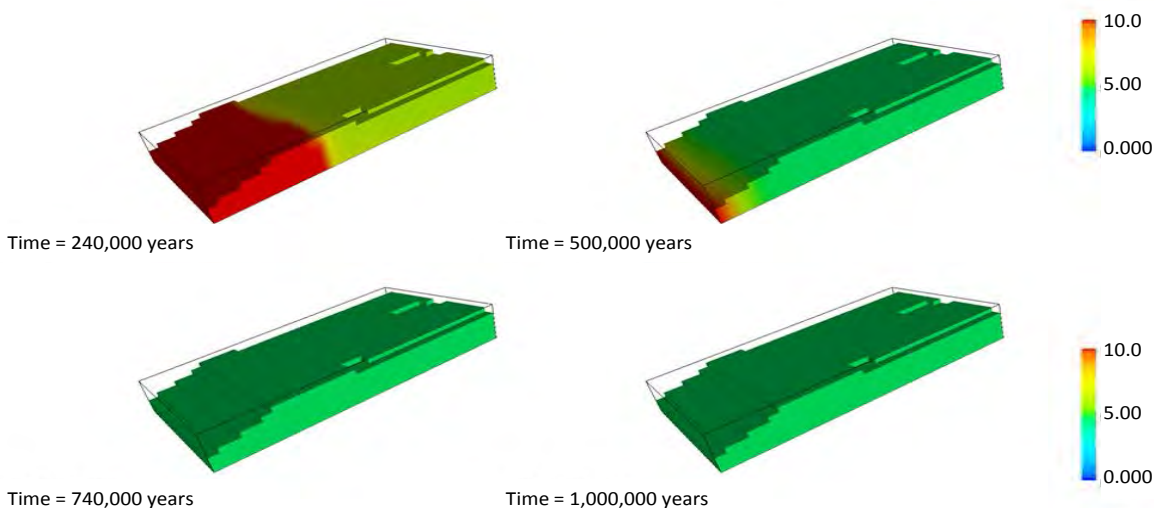 10.0
5.00
0.000
Time = 240,000 years
Time = 500,000 years
10.0
5.00
0.000
Time = 740,000 years
Time = 1,000,000 years